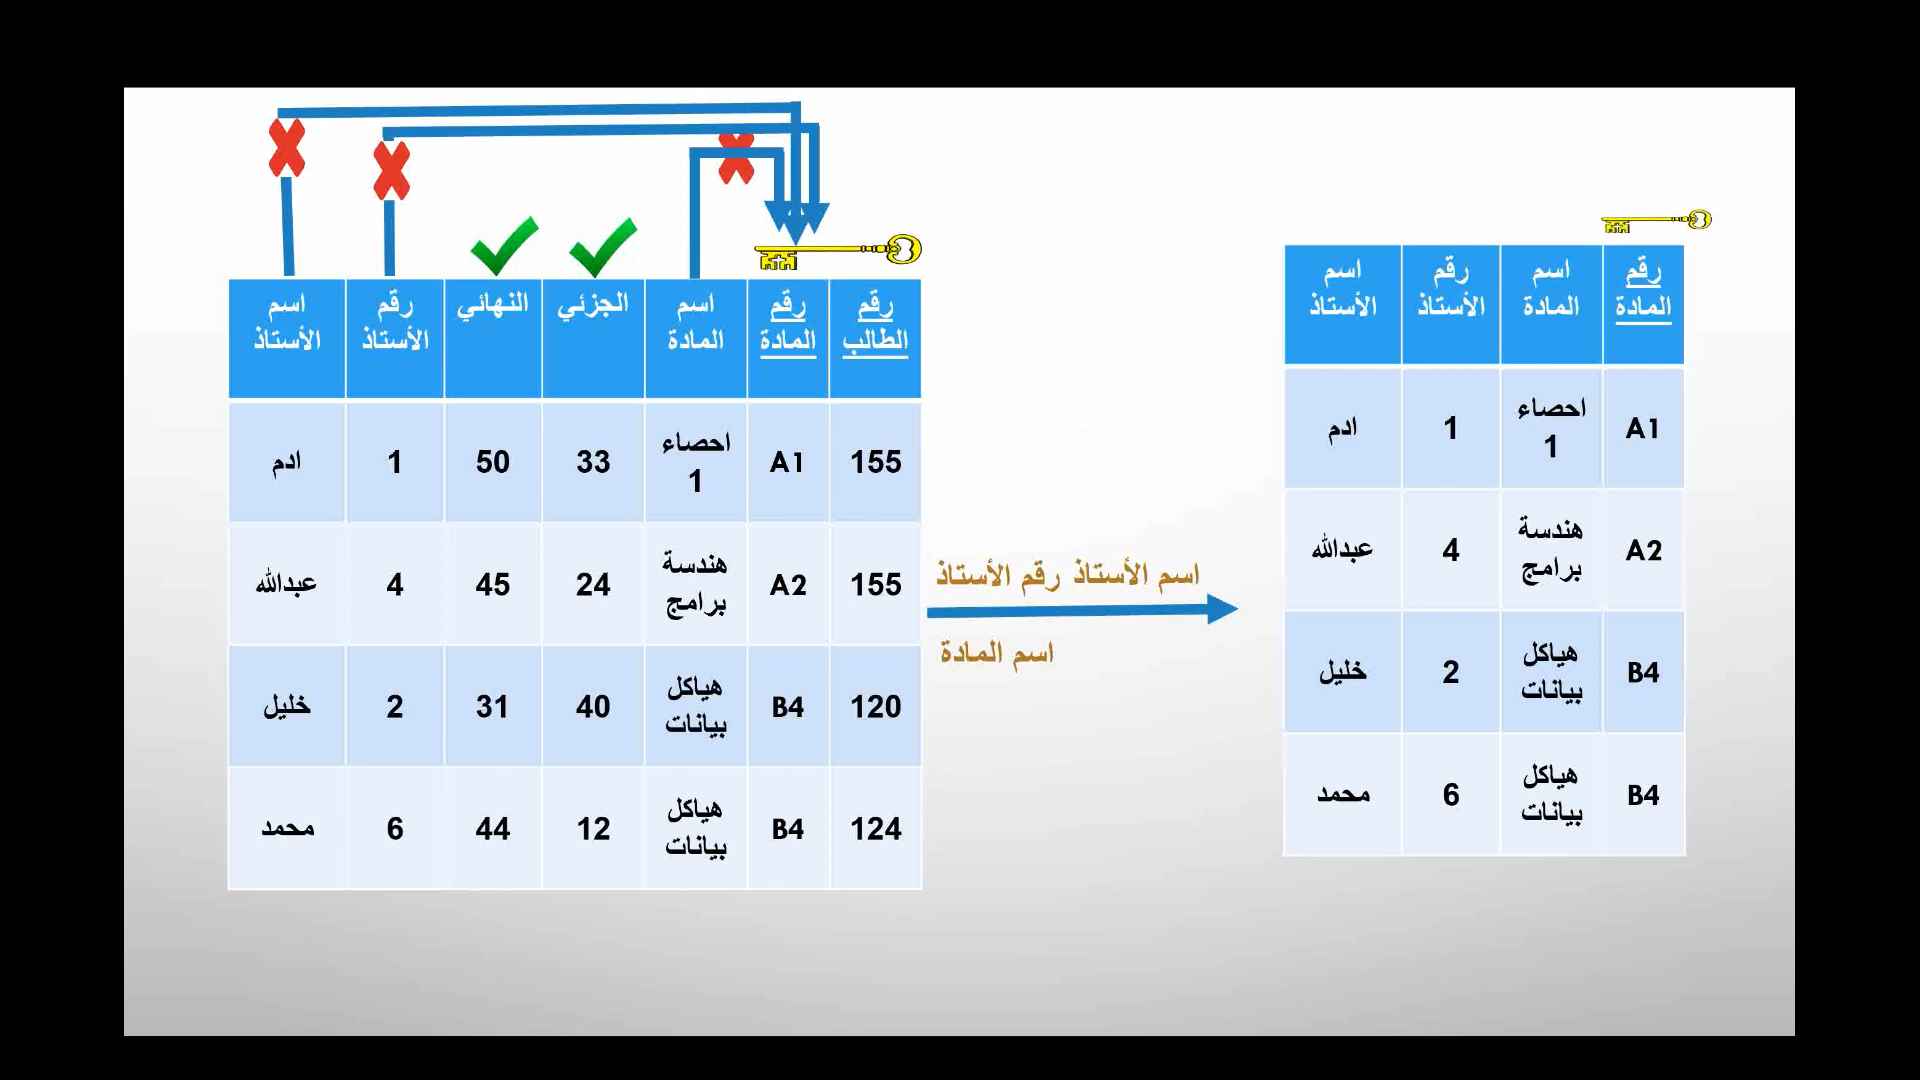 رقم الطالب	رقم المادة	اسم المادة	الجزئي	النهائي	رقم الأستاذ	اسم الأستاذ
155	A1	احصاء 1	33	50	1	ادم
155	A2	هندسة برامج	24	45	4	عبدالله
120	B4	هياكل بيانات	40	31	2	خليل
124	B4	هياكل بيانات	12	44	6	محمد
اسم الأستاذ رقم الأستاذ
اسم المادة
رقم المادة	اسم المادة	رقم الأستاذ	اسم الأستاذ
A1	احصاء 1	1	ادم
A2	هندسة برامج	4	عبدالله
B4	هياكل بيانات	2	خليل
B4	هياكل بيانات	6	محمد